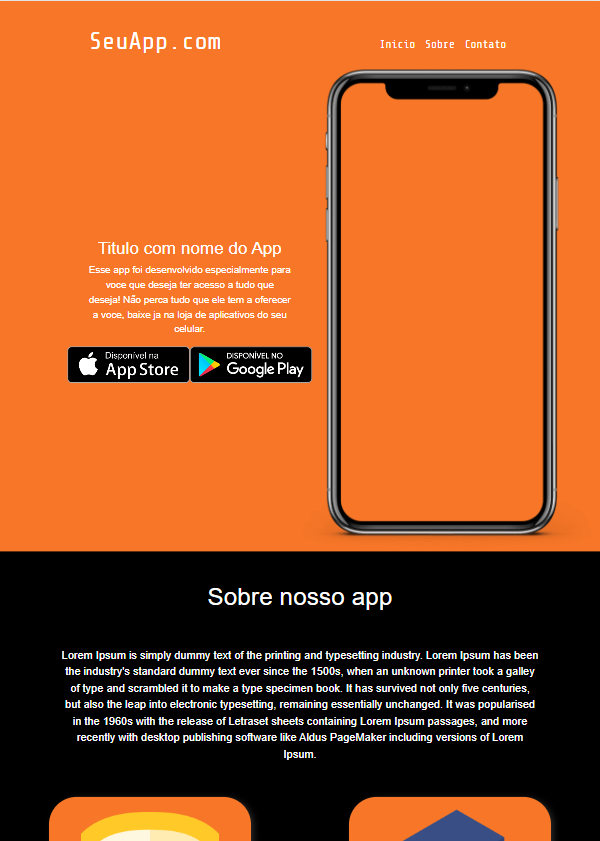 SeuApp.com
Inicio Sobre Contato
Titulo com nome do App
Esse app foi desenvolvido especialmente para
voce que deseja ter acesso a tudo que
deseja! Não perca tudo que ele tem a oferecer
a voce, baixe ja na loja de aplicativos do seu
celular.
Disponível na
App Store
DISPONÍVEL NO
Google Play
Sobre nosso app
Lorem Ipsum is simply dummy text of the printing and typesetting industry. Lorem Ipsum has been
the industry's standard dummy text ever since the 1500s, when an unknown printer took a galley
of type and scrambled it to make a type specimen book. It has survived not only five centuries,
but also the leap into electronic typesetting, remaining essentially unchanged. It was popularised
in the 1960s with the release of Letraset sheets containing Lorem Ipsum passages, and more
recently with desktop publishing software like Aldus PageMaker including versions of Lorem
Ipsum.